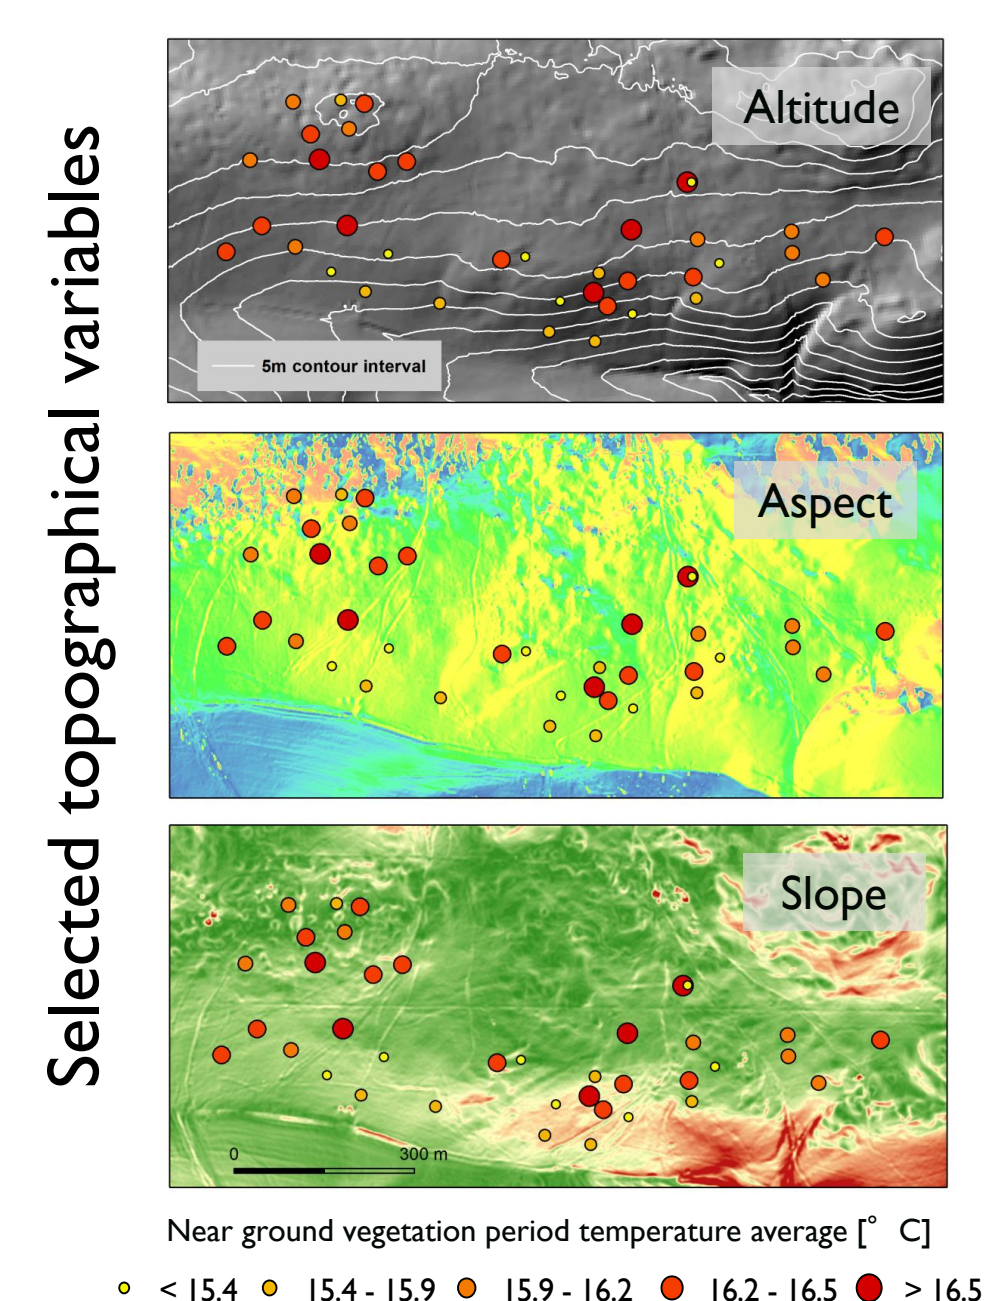 Selected topographical variables
Altitude
5m contour interval
Aspect
Slope
0 300 m
Near ground vegetation period temperature average [° C]
< 15.4 15.4 - 15.9 15.9 - 16.2 16.2 - 16.5 > 16.5